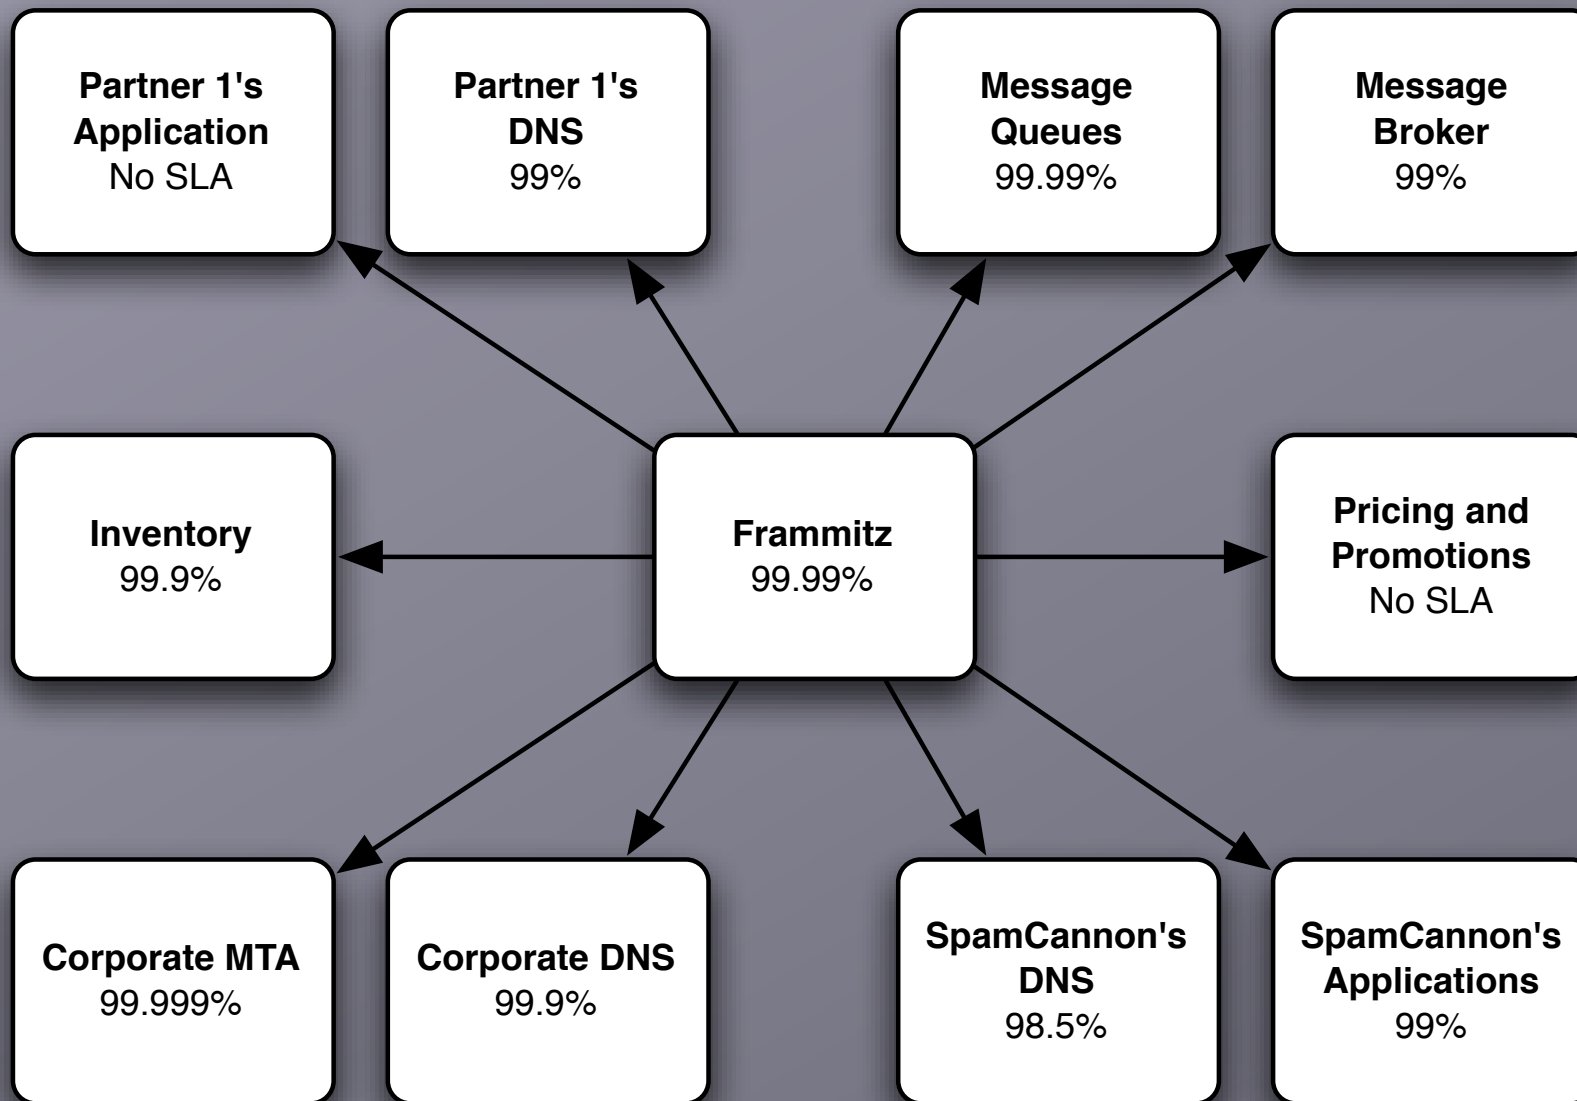 Partner 1's
Application
No SLA
Partner 1's
DNS
99%
Message
Queues
99.99%
Message
Broker
99%
Inventory
99.9%
Frammitz
99.99%
Pricing and
Promotions
No SLA
Corporate MTA
99.999%
Corporate DNS
99.9%
SpamCannon's
DNS
98.5%
SpamCannon's
Applications
99%